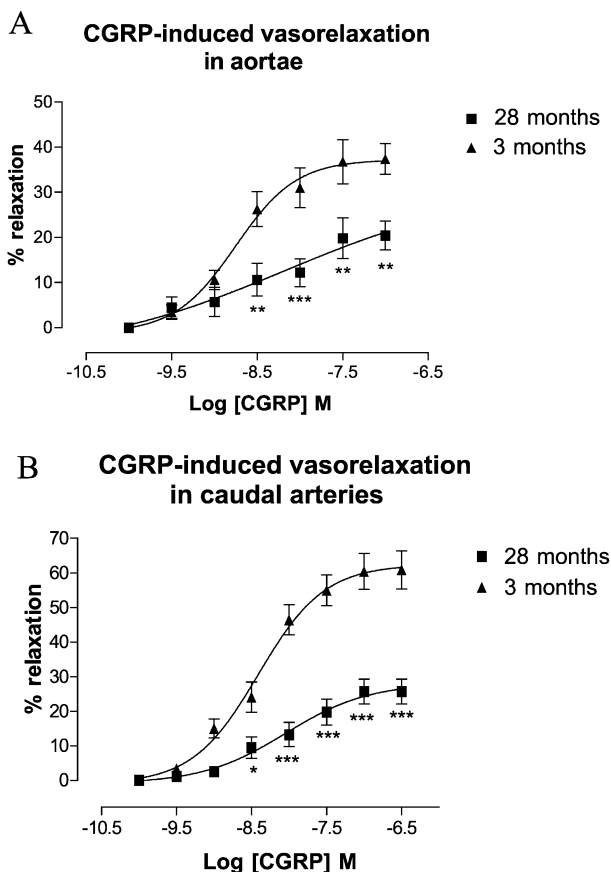 A
CGRP-induced vasorelaxation
in aortae
50
40
30
20
10
0
% relaxation
28 months
3 months
**
***
**
**
-10.5 -9.5 -8.5 -7.5 -6.5
Log [CGRP] M
B
CGRP-induced vasorelaxation
in caudal arteries
70
60
50
40
30
20
10
0
% relaxation
28 months
3 months
*
***
***
***
***
-10.5 -9.5 -8.5 -7.5 -6.5
Log [CGRP] M